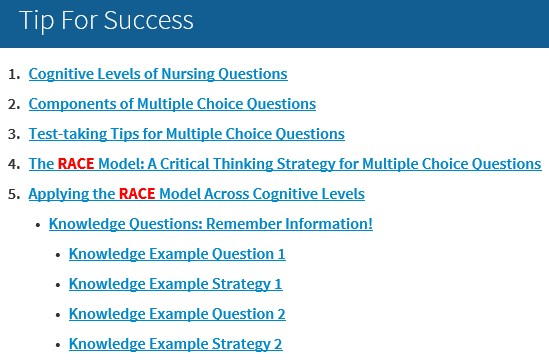 Tip For Success
1. Cognitive Levels of Nursing Questions
2. Components of Multiple Choice Questions
3. Test-taking Tips for Multiple Choice Questions
4. The RACE Model: A Critical Thinking Strategy for Multiple Choice Questions
5. Applying the RACE Model Across Cognitive Levels
• Knowledge Questions: Remember Information!
• Knowledge Example Question 1
• Knowledge Example Strategy 1
• Knowledge Example Question 2
• Knowledge Example Strategy 2